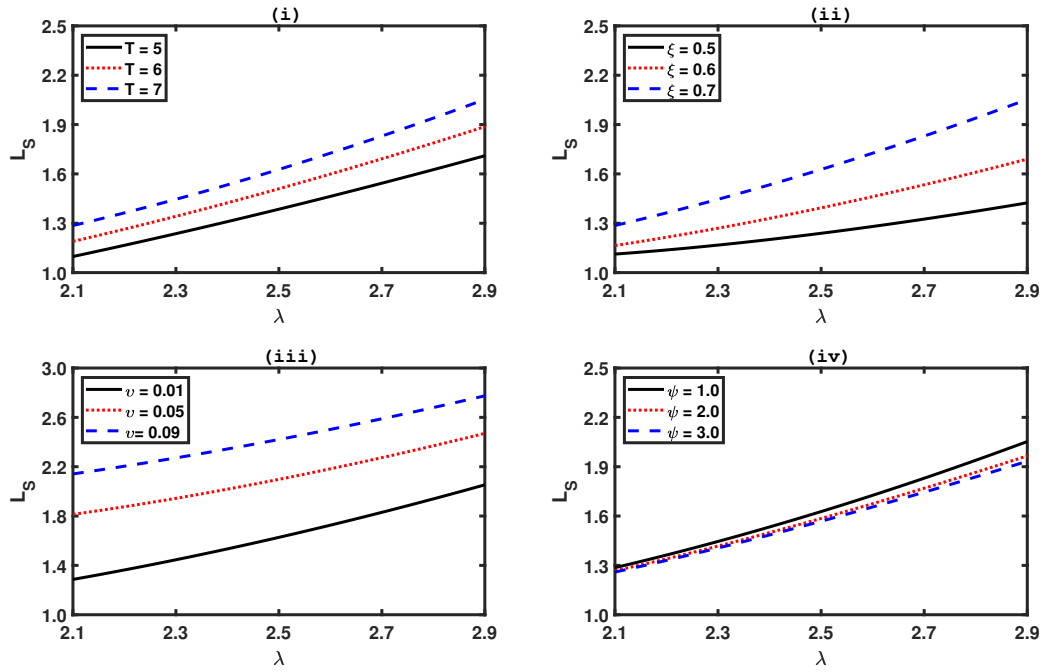 (i)
2.5
2.2
1.9
1.6
1.3
1.0
L_S
T = 5
T = 6
T = 7
2.1 2.3 2.5 2.7 2.9
λ
(ii)
2.5
2.2
1.9
1.6
1.3
1.0
L_S
ξ = 0.5
ξ = 0.6
ξ = 0.7
2.1 2.3 2.5 2.7 2.9
λ
(iii)
3.0
2.6
2.2
1.8
1.4
1.0
L_S
υ = 0.01
υ = 0.05
υ= 0.09
2.1 2.3 2.5 2.7 2.9
λ
(iv)
2.5
2.2
1.9
1.6
1.3
1.0
L_S
ψ = 1.0
ψ = 2.0
ψ = 3.0
2.1 2.3 2.5 2.7 2.9
λ